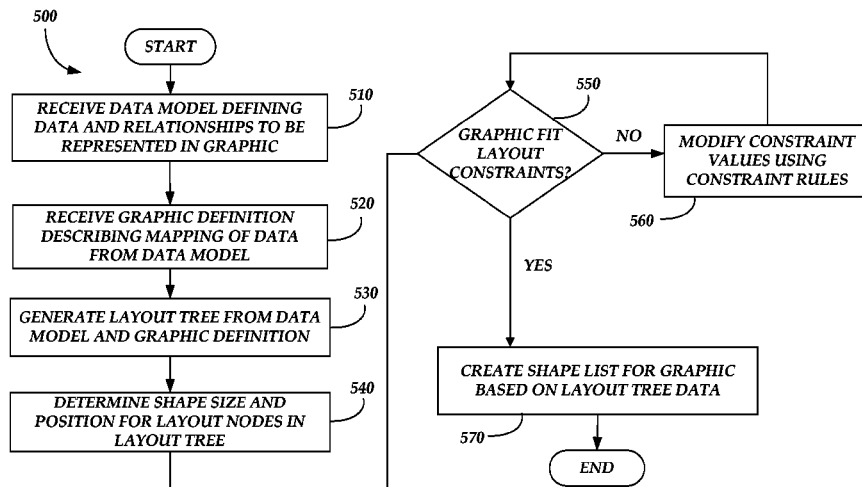 500
START
510
RECEIVE DATA MODEL DEFINING
DATA AND RELATIONSHIPS TO BE
REPRESENTED IN GRAPHIC
520
RECEIVE GRAPHIC DEFINITION
DESCRIBING MAPPING OF DATA
FROM DATA MODEL
530
GENERATE LAYOUT TREE FROM DATA
MODEL AND GRAPHIC DEFINITION
540
DETERMINE SHAPE SIZE AND
POSITION FOR LAYOUT NODES IN
LAYOUT TREE
550
GRAPHIC FIT
LAYOUT
CONSTRAINTS?
NO
MODIFY CONSTRAINT
VALUES USING
CONSTRAINT RULES
560
YES
CREATE SHAPE LIST FOR GRAPHIC
BASED ON LAYOUT TREE DATA
570
END